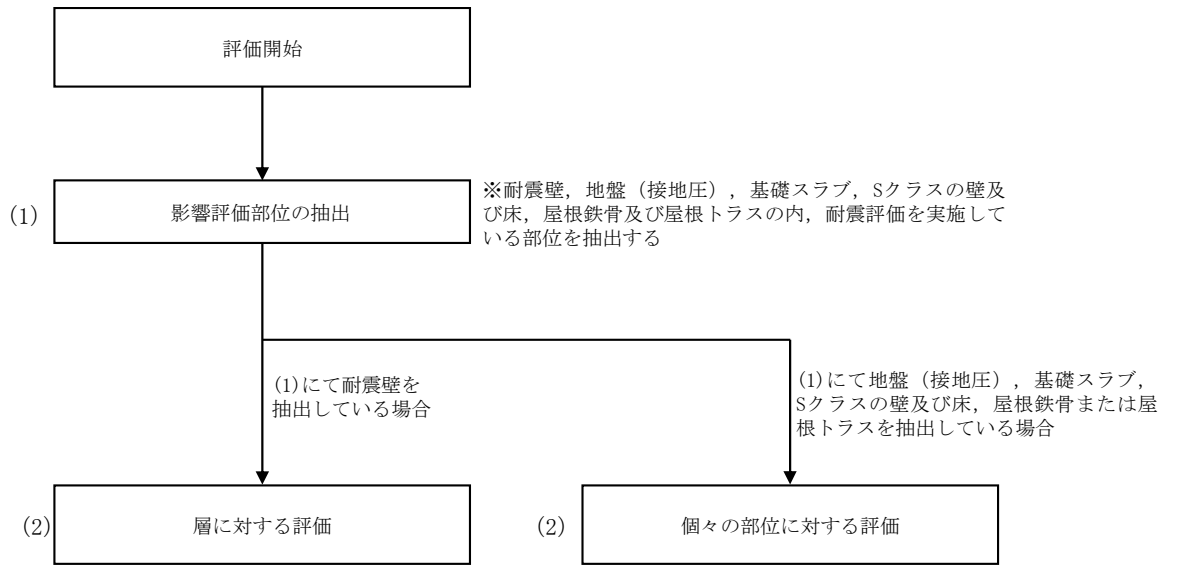 評価開始
(1)
影響評価部位の抽出
※耐震壁，地盤（接地圧），基礎スラブ，Sクラスの壁及
び床，屋根鉄骨及び屋根トラスの内，耐震評価を実施して
いる部位を抽出する
(1)にて耐震壁を
抽出している場合
(1)にて地盤（接地圧），基礎スラブ，
Sクラスの壁及び床，屋根鉄骨または屋
根トラスを抽出している場合
(2)
層に対する評価
(2)
個々の部位に対する評価